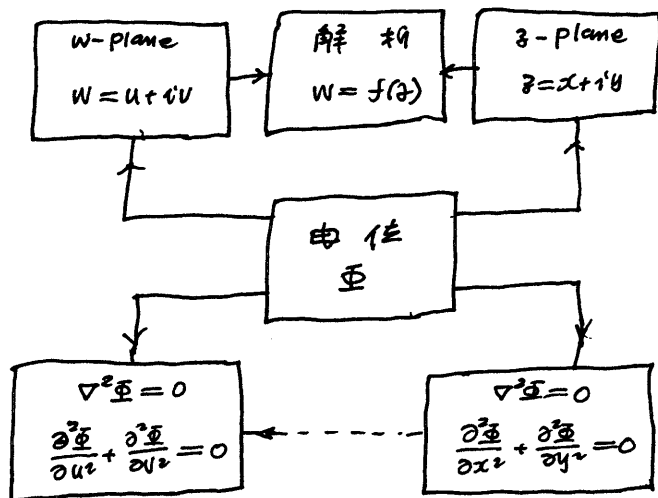 w-plane
W = u + iv
解 析
W = f(z)
z-plane
z = x + iy
电 位
Φ
∇²Φ = 0
∂²Φ/∂u² + ∂²Φ/∂v² = 0
∇²Φ = 0
∂²Φ/∂x² + ∂²Φ/∂y² = 0